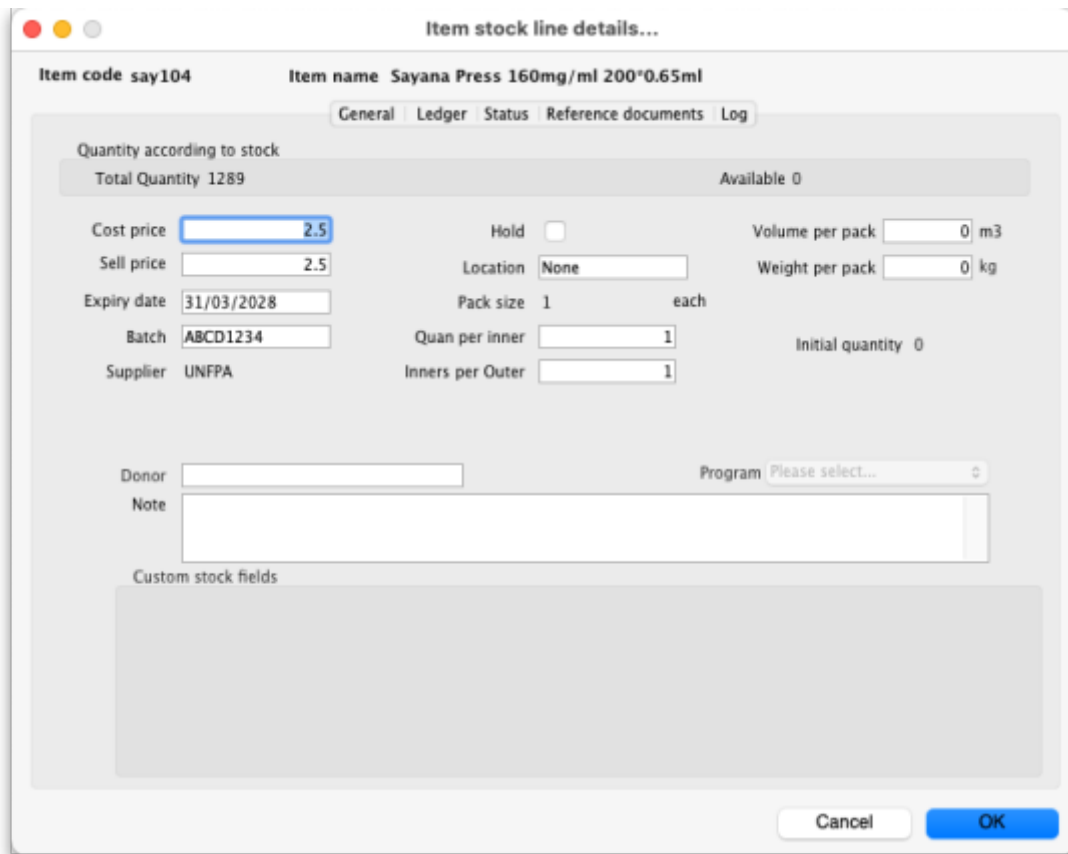 Item stock line details...
Item code say104 Item name Sayana Press 160mg/ml 200*0.65ml
General Ledger Status Reference documents Log
Quantity according to stock
Total Quantity 1289 Available 0
Cost price 2.5 Hold Volume per pack 0 m3
Sell price 2.5 Location None Weight per pack 0 kg
Expiry date 31/03/2028 Pack size 1 each
Batch ABCD1234 Quan per inner 1 Initial quantity 0
Supplier UNFPA Inners per Outer 1
Donor Program Please select...
Note
Custom stock fields
Cancel OK